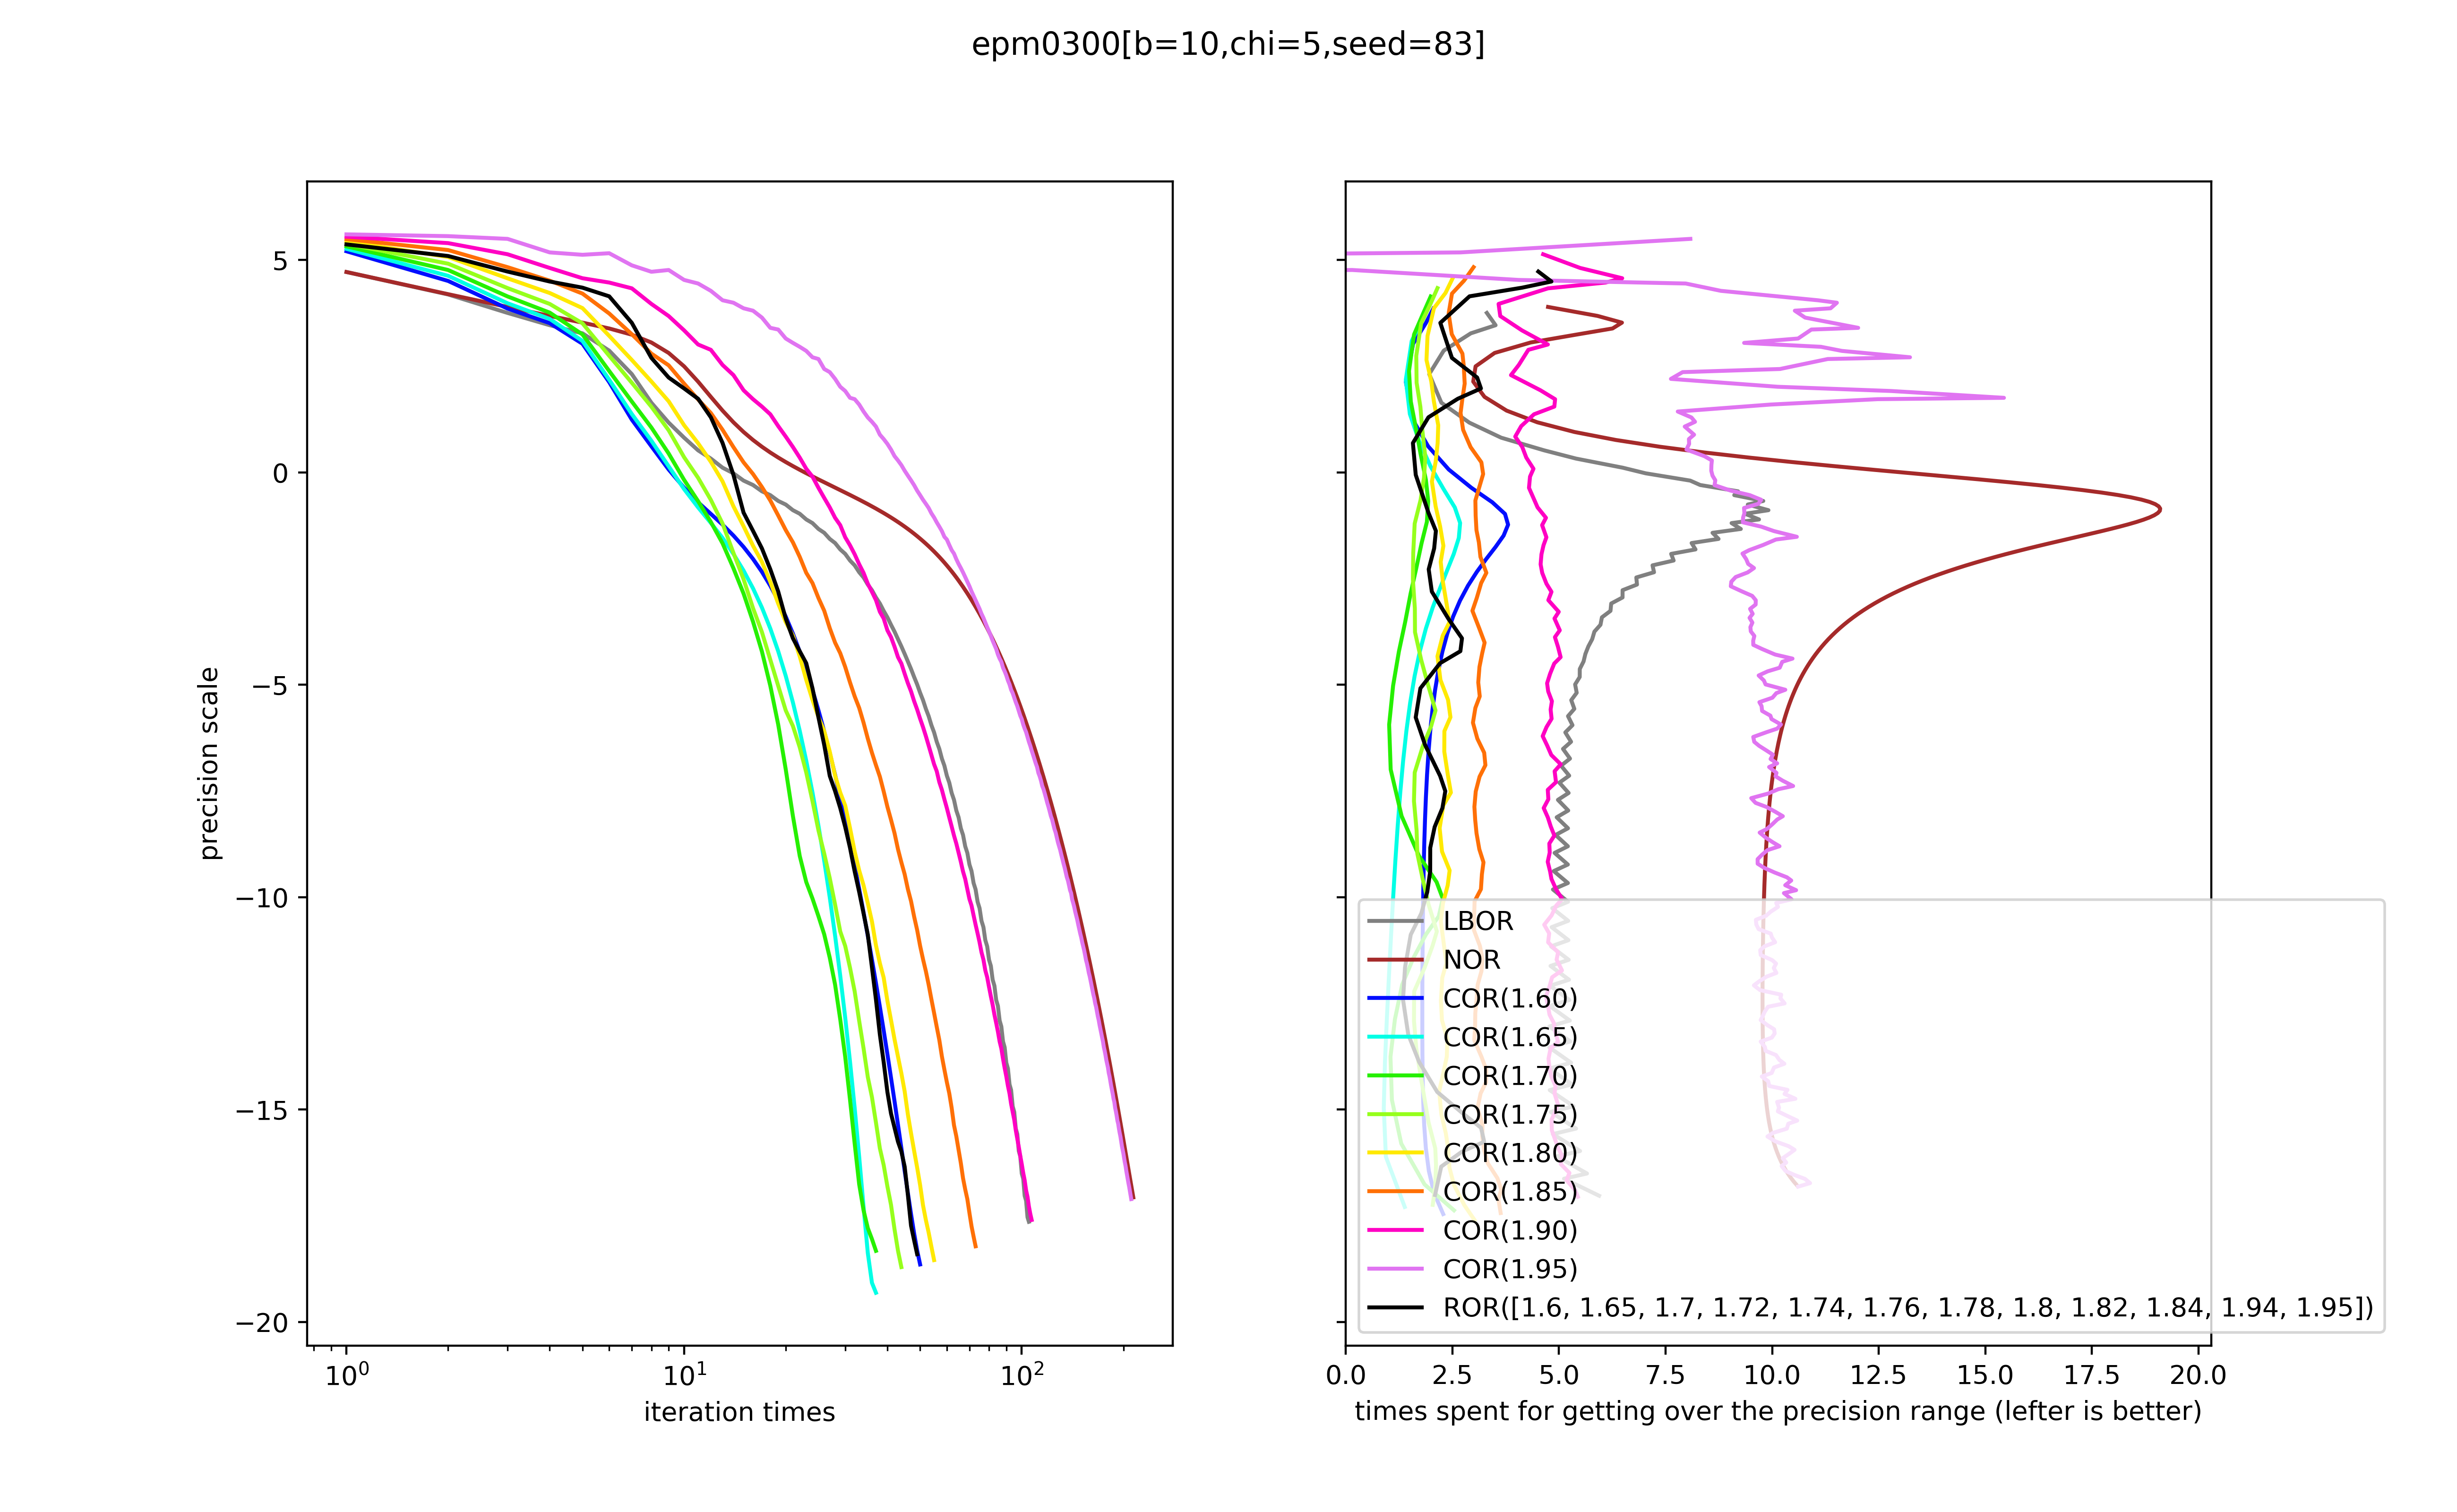 epm0300[b=10,chi=5,seed=83]
precision scale
5
0
−5
−10
−15
−20
10⁰ 10¹ 10²
iteration times
LBOR
NOR
COR(1.60)
COR(1.65)
COR(1.70)
COR(1.75)
COR(1.80)
COR(1.85)
COR(1.90)
COR(1.95)
ROR([1.6, 1.65, 1.7, 1.72, 1.74, 1.76, 1.78, 1.8, 1.82, 1.84, 1.94, 1.95])
0.0 2.5 5.0 7.5 10.0 12.5 15.0 17.5 20.0
times spent for getting over the precision range (lefter is better)